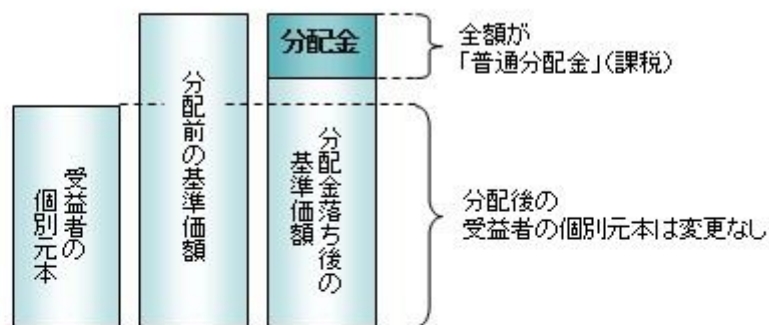 受益者の
個別元本
分配前の基準価額
分配金
分配金落ち後の
基準価額
全額が
「普通分配金」(課税)
分配後の
受益者の個別元本は変更なし